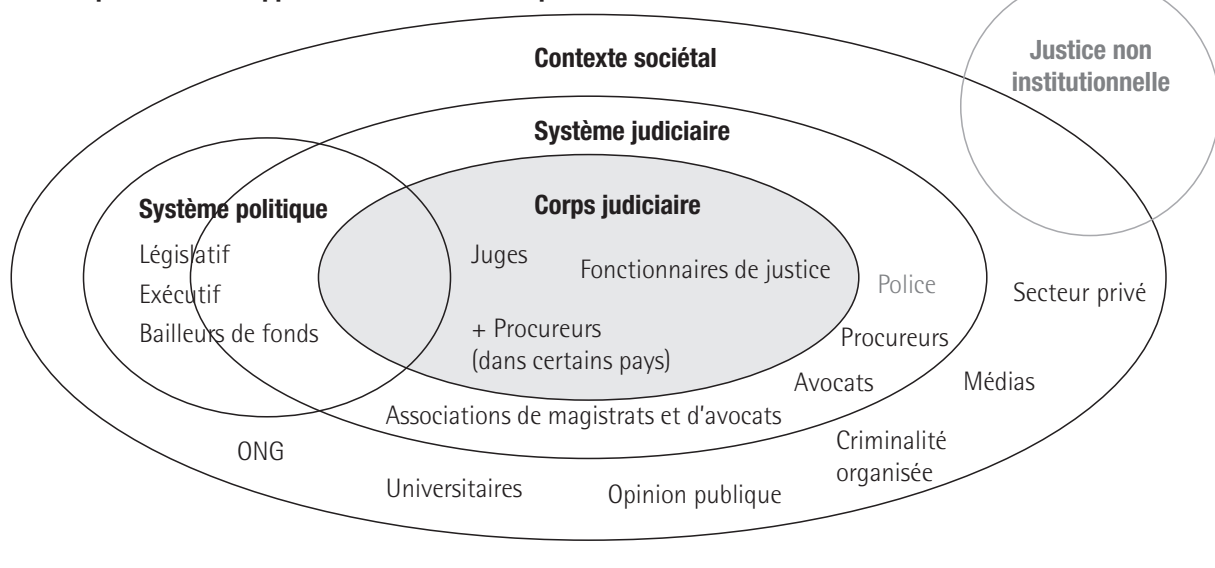 Contexte sociétal
Justice non
institutionnelle
Système judiciaire
Système politique
Législatif
Exécutif
Bailleurs de fonds
Corps judiciaire
Juges
Fonctionnaires de justice
+ Procureurs
(dans certains pays)
Police
Procureurs
Avocats
Associations de magistrats et d'avocats
Secteur privé
Médias
Criminalité
organisée
ONG
Universitaires
Opinion publique